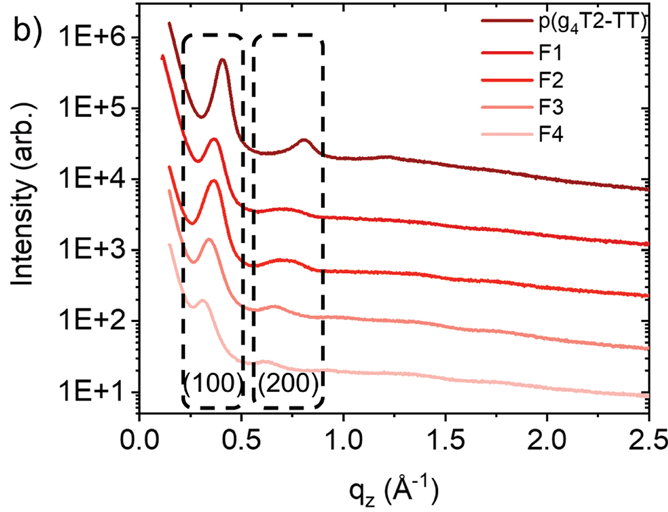 b)
p(g₄T2-TT)
F1
F2
F3
F4
1E+6
1E+5
1E+4
1E+3
1E+2
1E+1
Intensity (arb.)
(100) (200)
0.0 0.5 1.0 1.5 2.0 2.5
q_z (Å⁻¹)